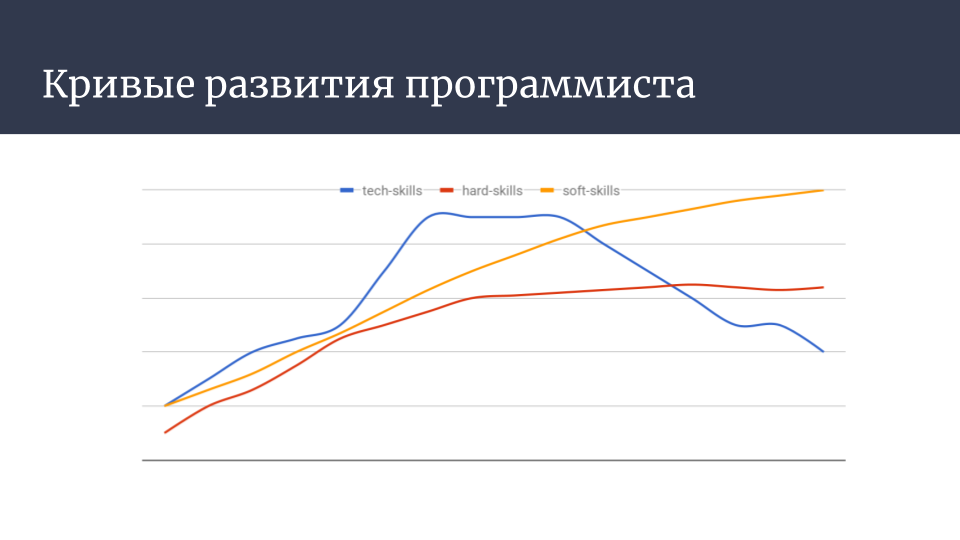 Кривые развития программиста
tech-skills hard-skills soft-skills